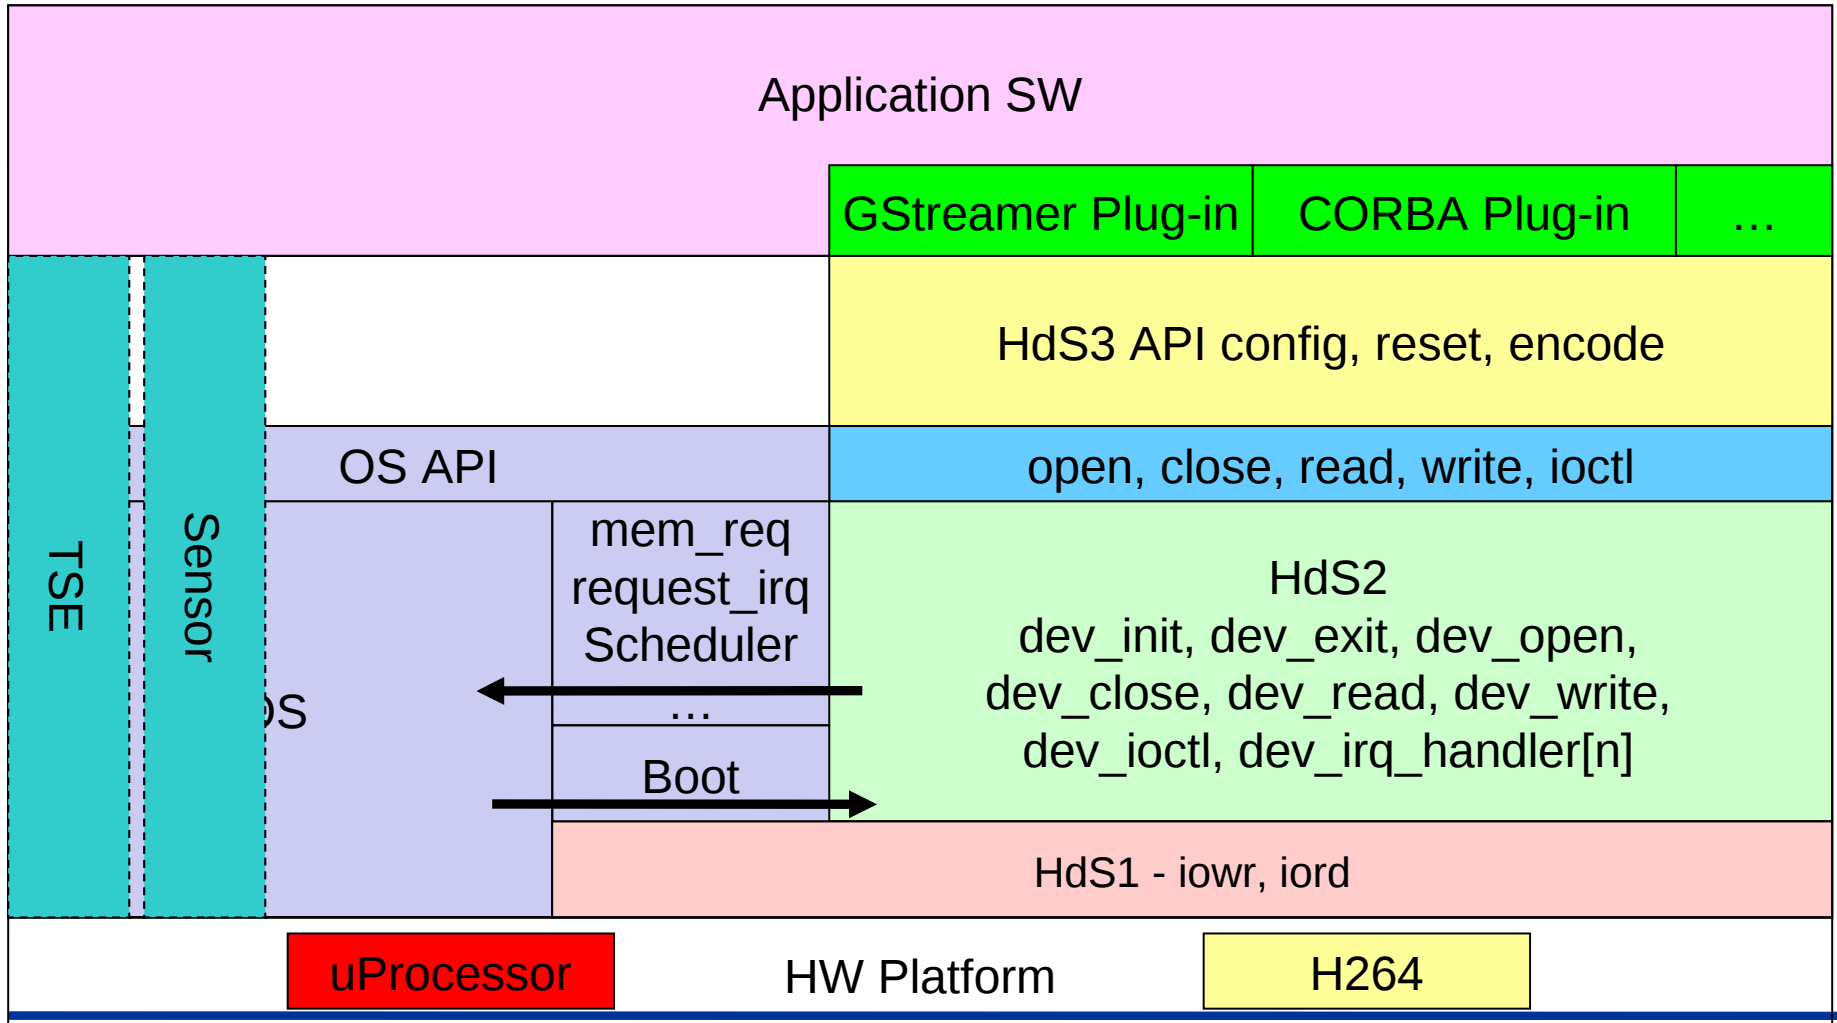 Application SW
GStreamer Plug-in
CORBA Plug-in
…
HdS3 API config, reset, encode
OS API
open, close, read, write, ioctl
TSE
Sensor
mem_req
request_irq
Scheduler
…
HdS2
dev_init, dev_exit, dev_open,
dev_close, dev_read, dev_write,
dev_ioctl, dev_irq_handler[n]
OS
Boot
HdS1 - iowr, iord
uProcessor
HW Platform
H264